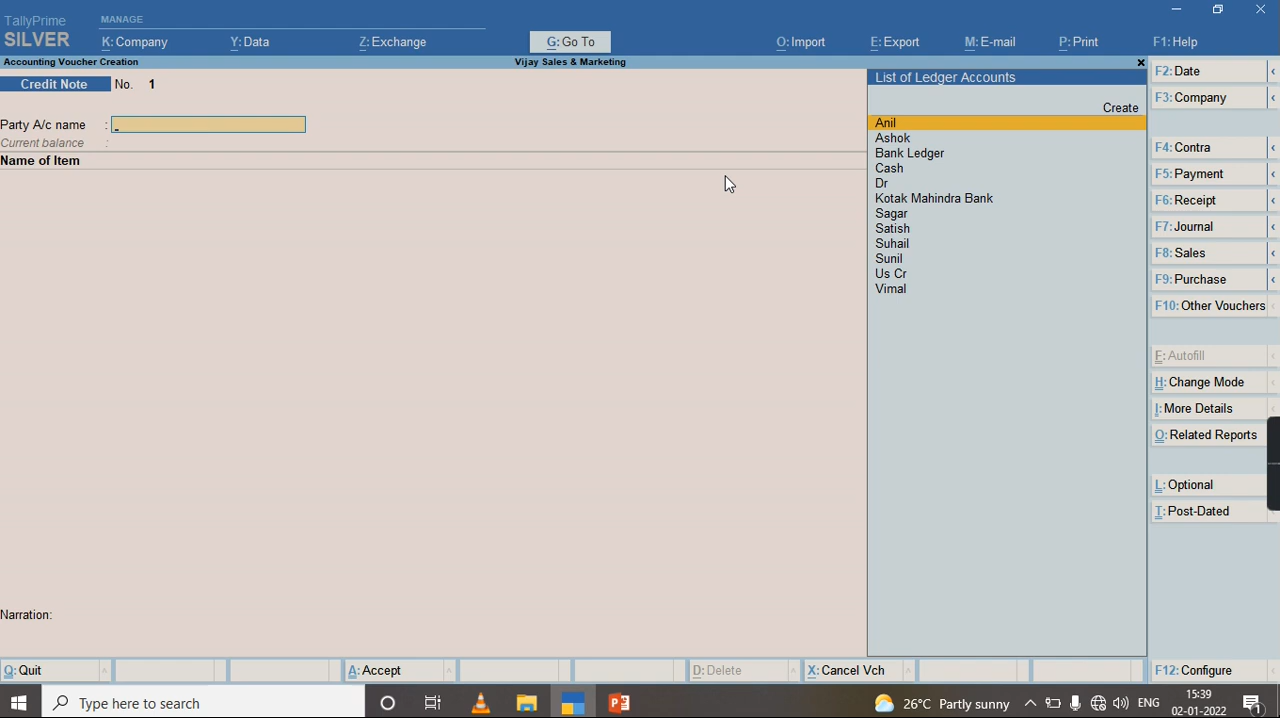 TallyPrime
SILVER
MANAGE
K: Company
Y: Data
Z: Exchange
G: Go To
O: Import
E: Export
M: E-mail
P: Print
F1: Help
Accounting Voucher Creation
Vijay Sales & Marketing
Credit Note No. 1
Party A/c name :
Current balance :
Name of Item
Narration:
List of Ledger Accounts
Create
Anil
Ashok
Bank Ledger
Cash
Dr
Kotak Mahindra Bank
Sagar
Satish
Suhail
Sunil
Us Cr
Vimal
F2: Date
F3: Company
F4: Contra
F5: Payment
F6: Receipt
F7: Journal
F8: Sales
F9: Purchase
F10: Other Vouchers
F: Autofill
H: Change Mode
I: More Details
O: Related Reports
L: Optional
T: Post-Dated
F12: Configure
Q: Quit
A: Accept
D: Delete
X: Cancel Vch
Type here to search
26°C Partly sunny
ENG
15:39
02-01-2022
1